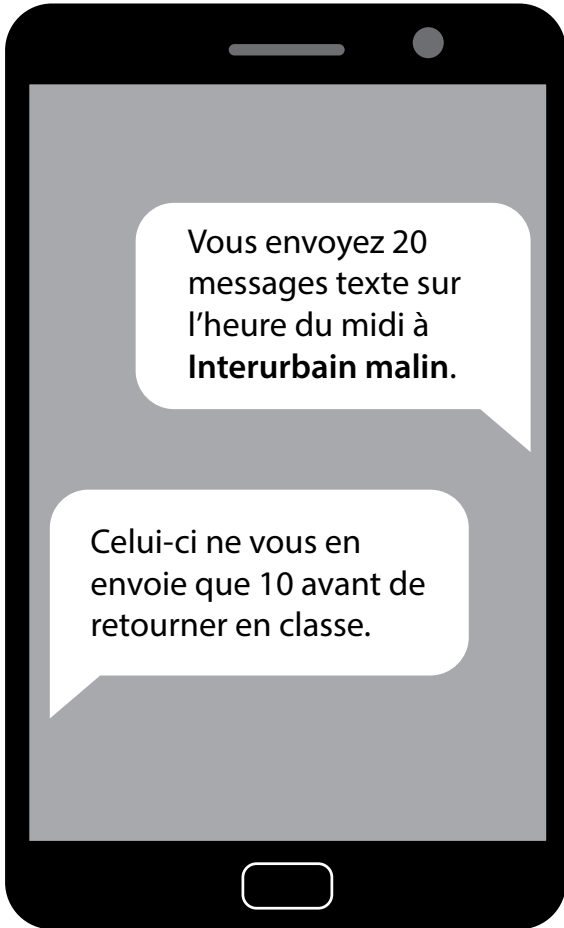 Vous envoyez 20
messages texte sur
l’heure du midi à
Interurbain malin.
Celui-ci ne vous en
envoie que 10 avant de
retourner en classe.